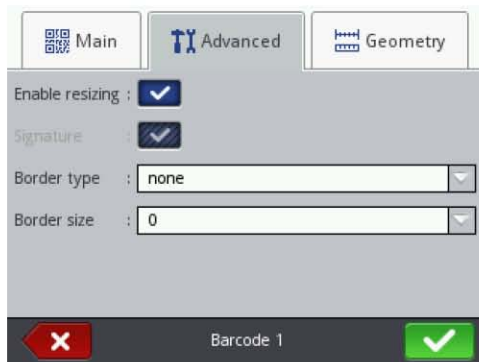 Main Advanced Geometry
Enable resizing :
Signature :
Border type : none
Border size : 0
Barcode 1